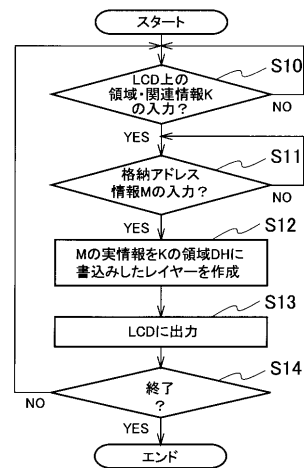 スタート
S10
LCD上の
領域・関連情報K
の入力?
NO
YES
S11
格納アドレス
情報Mの入力?
NO
YES
S12
Mの実情報をKの領域DHに
書込みしたレイヤーを作成
S13
LCDに出力
S14
終了
?
NO
YES
エンド